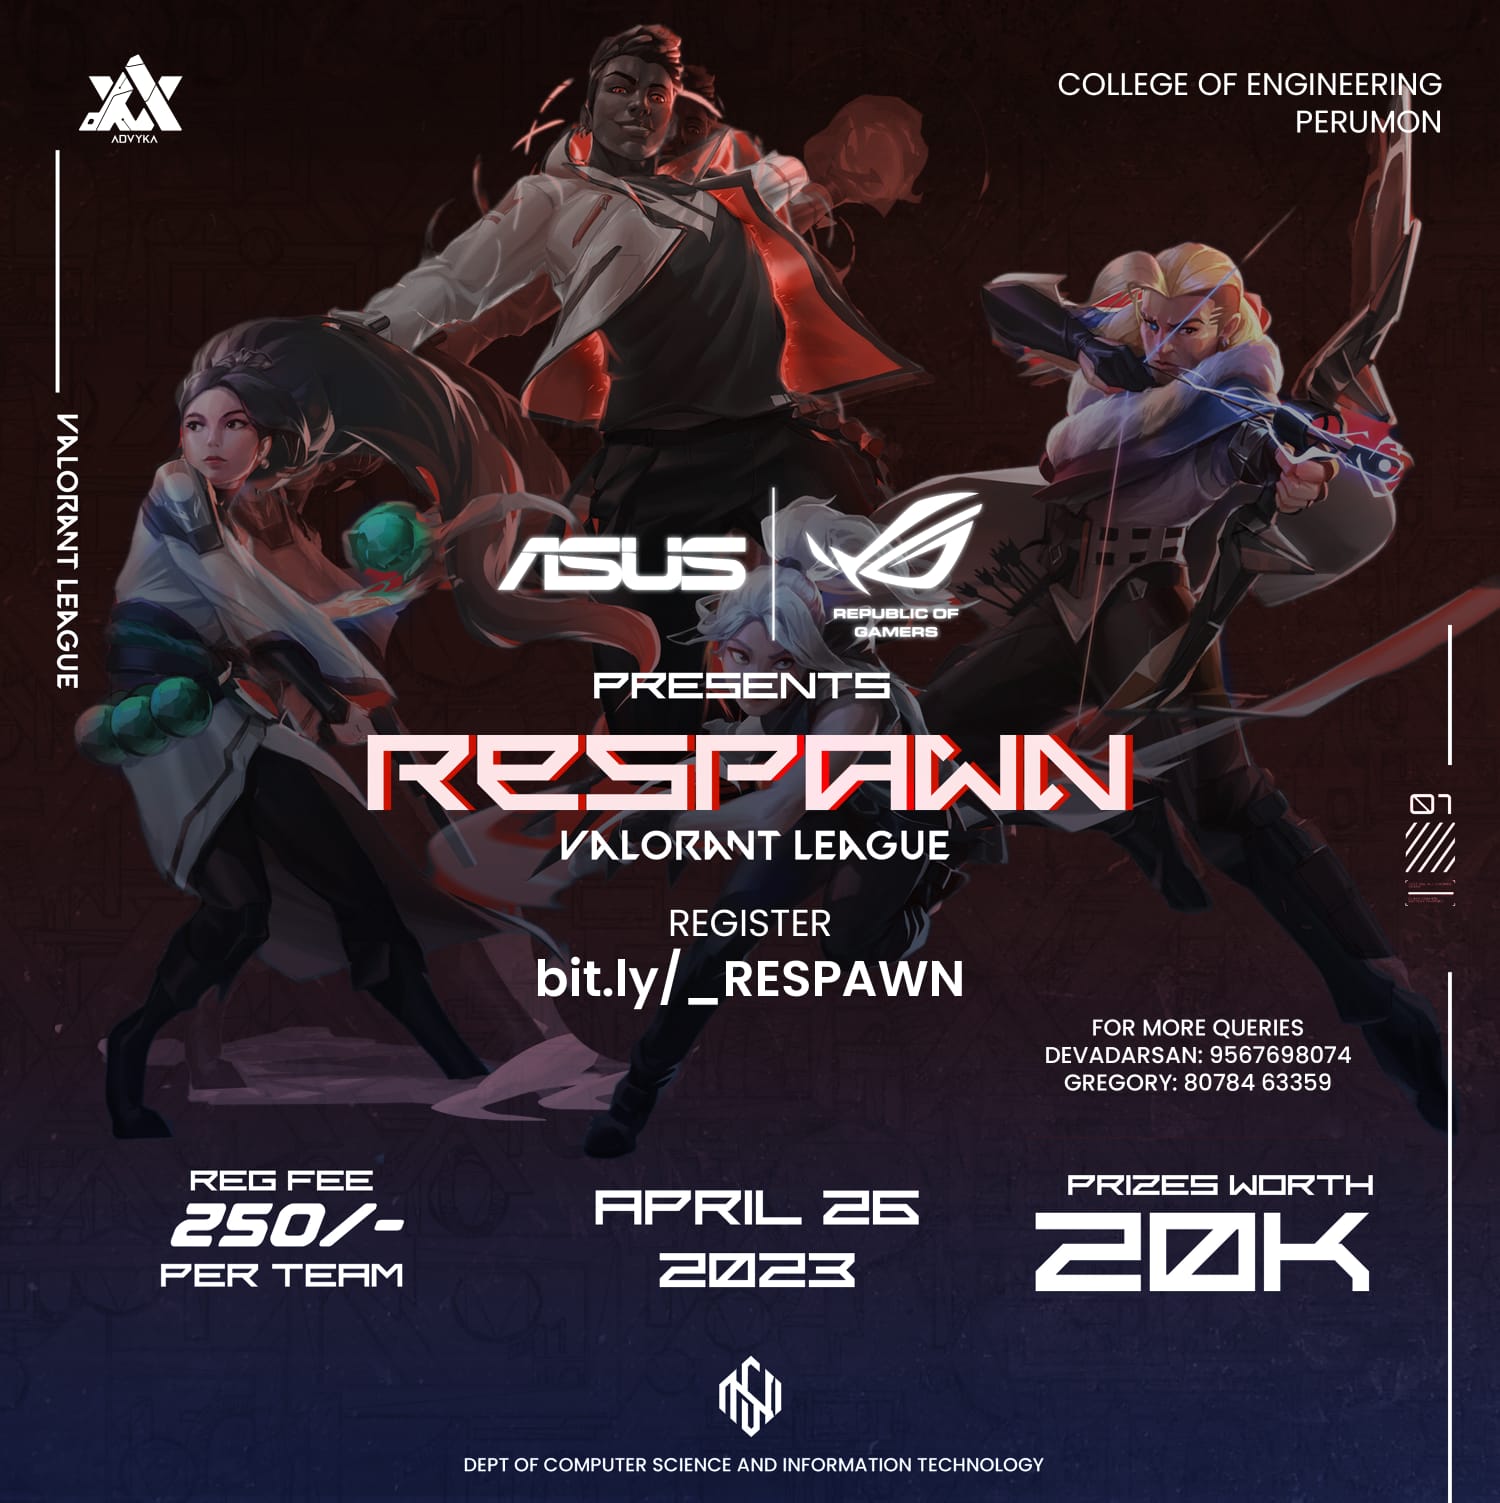 ADVYKA
COLLEGE OF ENGINEERING
PERUMON
VALORANT LEAGUE
ASUS
REPUBLIC OF
GAMERS
PRESENTS
RESPAWN
VALORANT LEAGUE
REGISTER
bit.ly/_RESPAWN
01
FOR MORE QUERIES
DEVADARSAN: 9567698074
GREGORY: 80784 63359
REG FEE
250/-
PER TEAM
APRIL 26
2023
PRIZES WORTH
20K
DEPT OF COMPUTER SCIENCE AND INFORMATION TECHNOLOGY